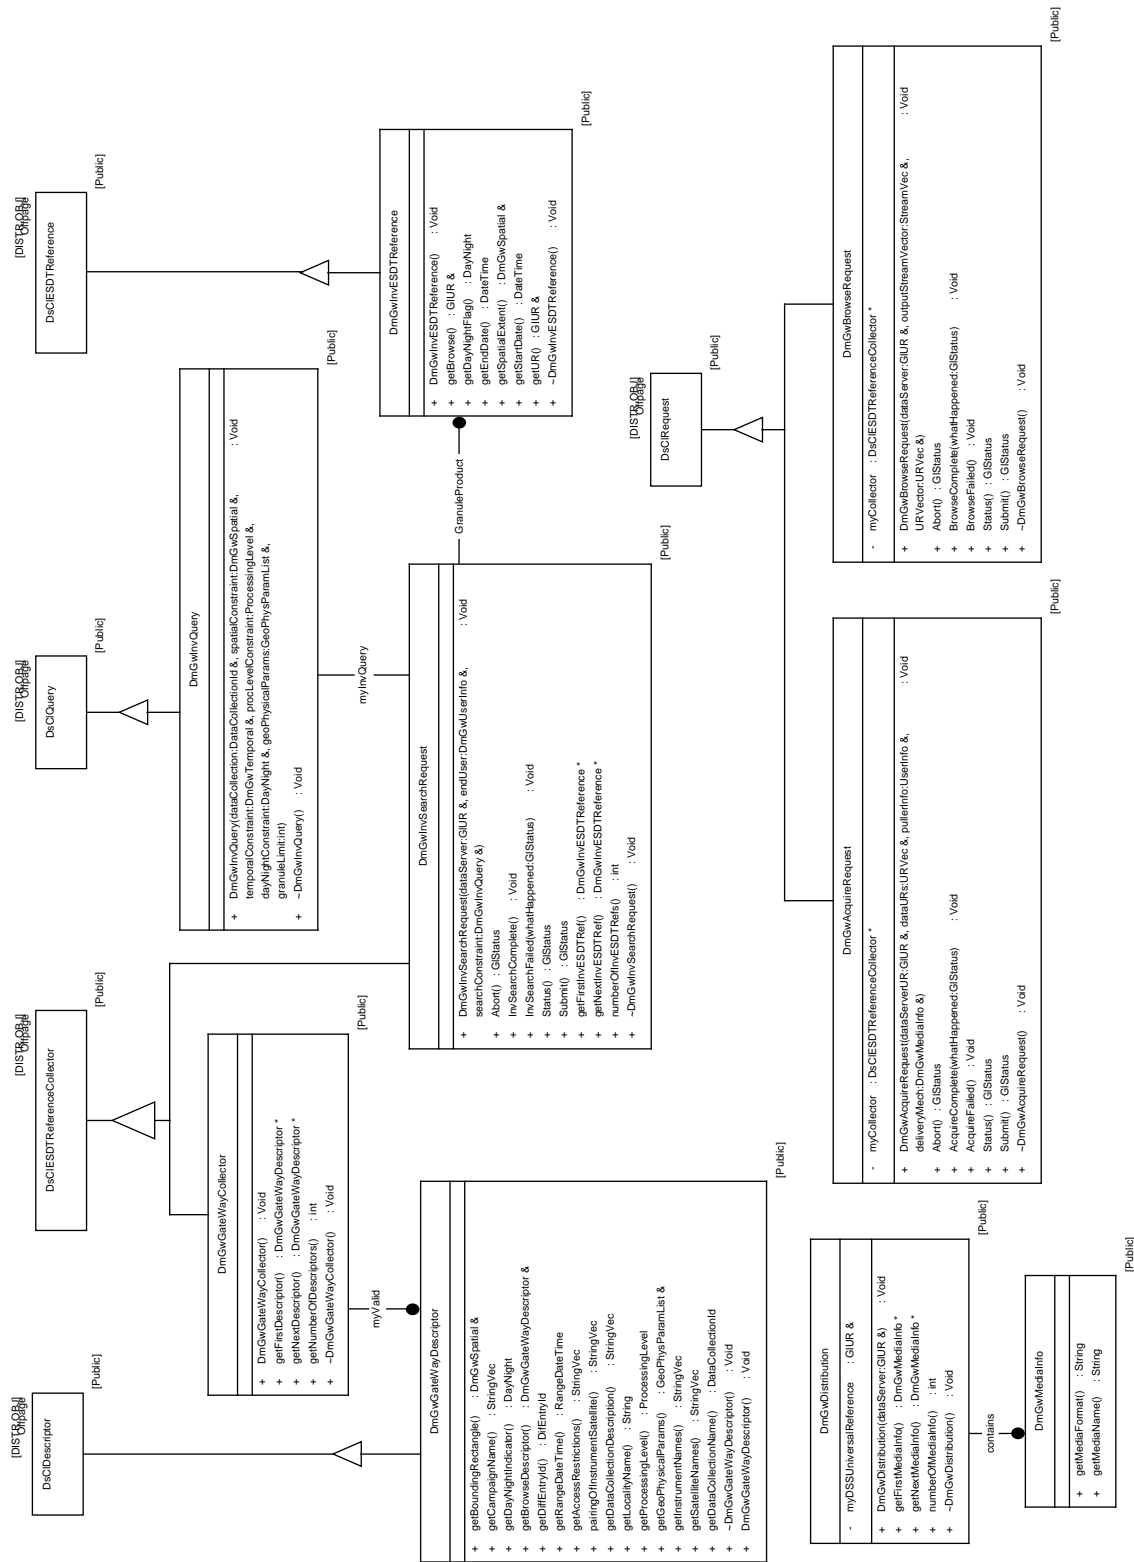 [DISTR.OBJ]
Offpage
DsClDescriptor
[Public]
[DISTR.OBJ]
Offpage
DsClESDTReferenceCollector
[Public]
[DISTR.OBJ]
Offpage
DsClQuery
[Public]
[DISTR.OBJ]
Offpage
DsClESDTReference
[Public]
DmGwGateWayCollector
+ DmGwGateWayCollector() : Void
+ getFirstDescriptor() : DmGwGateWayDescriptor *
+ getNextDescriptor() : DmGwGateWayDescriptor *
+ getNumberOfDescriptors() : int
+ ~DmGwGateWayCollector() : Void
[Public]
myValid
DmGwInvQuery
+ DmGwInvQuery(dataCollection:DataCollectionId &, spatialConstraint:DmGwSpatial &, : Void
temporalConstraint:DmGwTemporal &, procLevelConstraint:ProcessingLevel &,
dayNightConstraint:DayNight &, geoPhysicalParams:GeoPhysParamList &,
granuleLimit:int)
+ ~DmGwInvQuery() : Void
[Public]
myInvQuery
DmGwInvESDTReference
+ DmGwInvESDTReference() : Void
+ getBrowse() : GlUR &
+ getDayNightFlag() : DayNight
+ getEndDate() : DateTime
+ getSpatialExtent() : DmGwSpatial &
+ getStartDate() : DateTime
+ getUR() : GlUR &
+ ~DmGwInvESDTReference() : Void
[Public]
DmGwGateWayDescriptor
+ getBoundingRectangle() : DmGwSpatial &
+ getCampaignName() : StringVec
+ getDayNightIndicator() : DayNight
+ getBrowseDescriptor() : DmGwGateWayDescriptor &
+ getDiffEntryId() : DifEntryId
+ getRangeDateTime() : RangeDateTime
+ getAccessRestrictions() : StringVec
+ pairingOfInstrumentSatellite() : StringVec
+ getDataCollectionDescription() : StringVec
+ getLocalityName() : String
+ getProcessingLevel() : ProcessingLevel
+ getGeoPhysicalParams() : GeoPhysParamList &
+ getInstrumentNames() : StringVec
+ getSatelliteNames() : StringVec
+ getDataCollectionName() : DataCollectionId
+ ~DmGwGateWayDescriptor() : Void
+ DmGwGateWayDescriptor() : Void
[Public]
DmGwInvSearchRequest
+ DmGwInvSearchRequest(dataServer:GlUR &, endUser:DmGwUserInfo &, : Void
searchConstraint:DmGwInvQuery &)
+ Abort() : GlStatus
+ InvSearchComplete() : Void
+ InvSearchFailed(whatHappened:GlStatus) : Void
+ Status() : GlStatus
+ Submit() : GlStatus
+ getFirstInvESDTRef() : DmGwInvESDTReference *
+ getNextInvESDTRef() : DmGwInvESDTReference *
+ numberOfInvESDTRefs() : int
+ ~DmGwInvSearchRequest() : Void
[Public]
GranuleProduct
[DISTR.OBJ]
Offpage
DsClRequest
[Public]
DmGwDistribution
- myDSSUniversalReference : GlUR &
+ DmGwDistribution(dataServer:GlUR &) : Void
+ getFirstMediaInfo() : DmGwMediaInfo *
+ getNextMediaInfo() : DmGwMediaInfo *
+ numberOfMediaInfo() : int
+ ~DmGwDistribution() : Void
[Public]
contains
DmGwMediaInfo
+ getMediaFormat() : String
+ getMediaName() : String
[Public]
DmGwAcquireRequest
- myCollector : DsClESDTReferenceCollector *
+ DmGwAcquireRequest(dataServerUR:GlUR &, dataURs:URVec &, pullerInfo:UserInfo &, : Void
deliveryMech:DmGwMediaInfo &)
+ Abort() : GlStatus
+ AcquireComplete(whatHappened:GlStatus) : Void
+ AcquireFailed() : Void
+ Status() : GlStatus
+ Submit() : GlStatus
+ ~DmGwAcquireRequest() : Void
[Public]
DmGwBrowseRequest
- myCollector : DsClESDTReferenceCollector *
+ DmGwBrowseRequest(dataServer:GlUR &, outputStreamVector:StreamVec &, : Void
URVector:URVec &)
+ Abort() : GlStatus
+ BrowseComplete(whatHappened:GlStatus) : Void
+ BrowseFailed() : Void
+ Status() : GlStatus
+ Submit() : GlStatus
+ ~DmGwBrowseRequest() : Void
[Public]